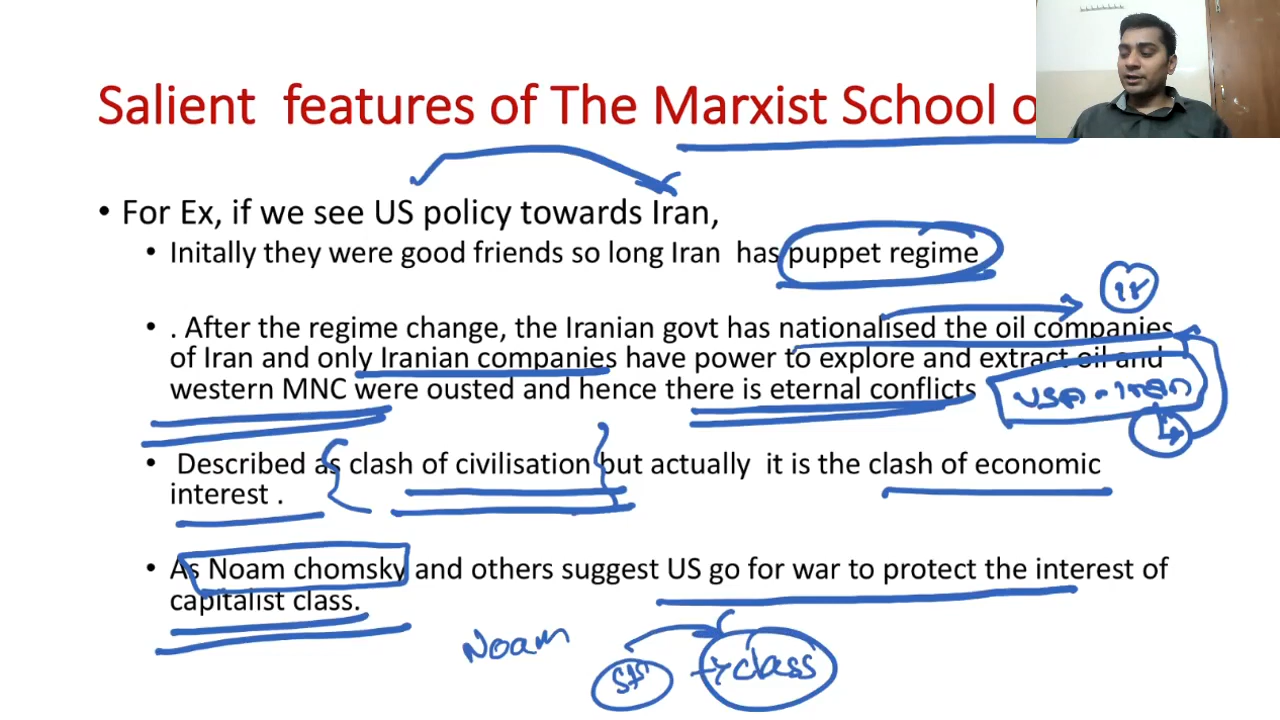 Salient features of The Marxist School o
• For Ex, if we see US policy towards Iran,
• Initally they were good friends so long Iran has puppet regime
• . After the regime change, the Iranian govt has nationalised the oil companies
of Iran and only Iranian companies have power to explore and extract oil and
western MNC were ousted and hence there is eternal conflicts
USA - Iran
• Described as clash of civilisation but actually it is the clash of economic
interest .
• As Noam chomsky and others suggest US go for war to protect the interest of
capitalist class.
Noam
class